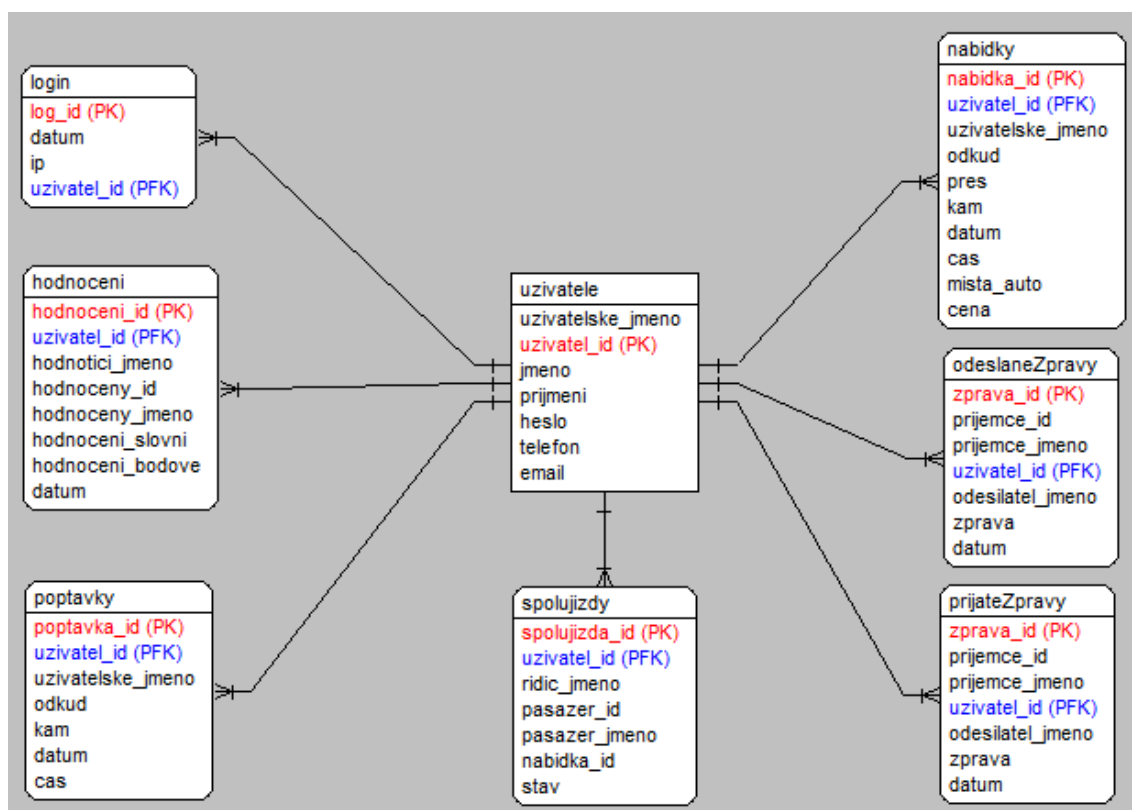 login
log_id (PK)
datum
ip
uzivatel_id (PFK)
hodnoceni
hodnoceni_id (PK)
uzivatel_id (PFK)
hodnotici_jmeno
hodnoceny_id
hodnoceny_jmeno
hodnoceni_slovni
hodnoceni_bodove
datum
poptavky
poptavka_id (PK)
uzivatel_id (PFK)
uzivatelske_jmeno
odkud
kam
datum
cas
uzivatele
uzivatelske_jmeno
uzivatel_id (PK)
jmeno
prijmeni
heslo
telefon
email
spolujizdy
spolujizda_id (PK)
uzivatel_id (PFK)
ridic_jmeno
pasazer_id
pasazer_jmeno
nabidka_id
stav
nabidky
nabidka_id (PK)
uzivatel_id (PFK)
uzivatelske_jmeno
odkud
pres
kam
datum
cas
mista_auto
cena
odeslaneZpravy
zprava_id (PK)
prijemce_id
prijemce_jmeno
uzivatel_id (PFK)
odesilatel_jmeno
zprava
datum
prijateZpravy
zprava_id (PK)
prijemce_id
prijemce_jmeno
uzivatel_id (PFK)
odesilatel_jmeno
zprava
datum